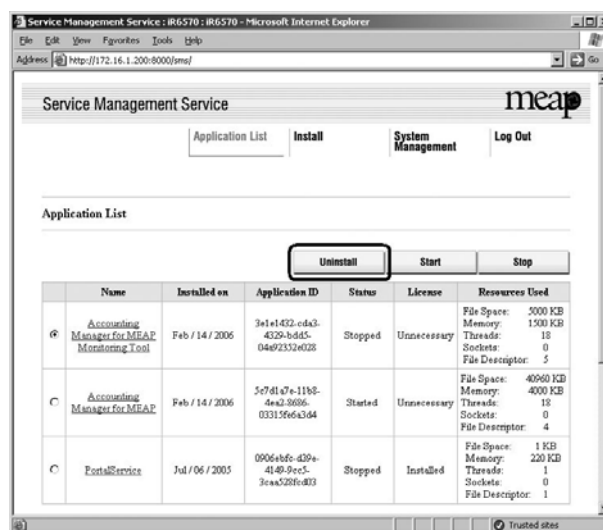 Service Management Service : iR6570 : iR6570 - Microsoft Internet Explorer
File Edit View Favorites Tools Help
Address http://172.16.1.200:8000/sms/ Go
Service Management Service meap
Application List Install System Management Log Out
Application List
Uninstall Start Stop
Name Installed on Application ID Status License Resources Used
Accounting Manager for MEAP Monitoring Tool
Feb / 14 / 2006
3e1e1432-cda3-4329-bdd5-04a92352e028
Stopped
Unnecessary
File Space: 5000 KB
Memory: 1500 KB
Threads: 18
Sockets: 0
File Descriptor: 5
Accounting Manager for MEAP
Feb / 14 / 2006
5c7d1a7e-11b8-4ea2-8686-03315fe6a3d4
Started
Unnecessary
File Space: 40960 KB
Memory: 4000 KB
Threads: 18
Sockets: 0
File Descriptor: 4
PortalService
Jul / 06 / 2005
0906ebfc-d39e-4149-9cc5-3caa528fcd03
Stopped
Installed
File Space: 1 KB
Memory: 220 KB
Threads: 1
Sockets: 0
File Descriptor: 1
Trusted sites